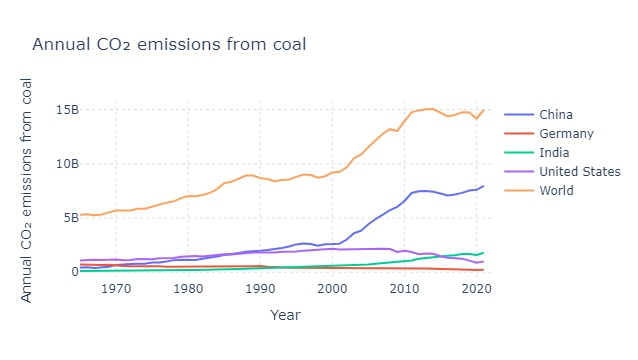 Annual CO₂ emissions from coal
Annual CO₂ emissions from coal
15B
10B
5B
0
1970
1980
1990
2000
2010
2020
Year
China
Germany
India
United States
World